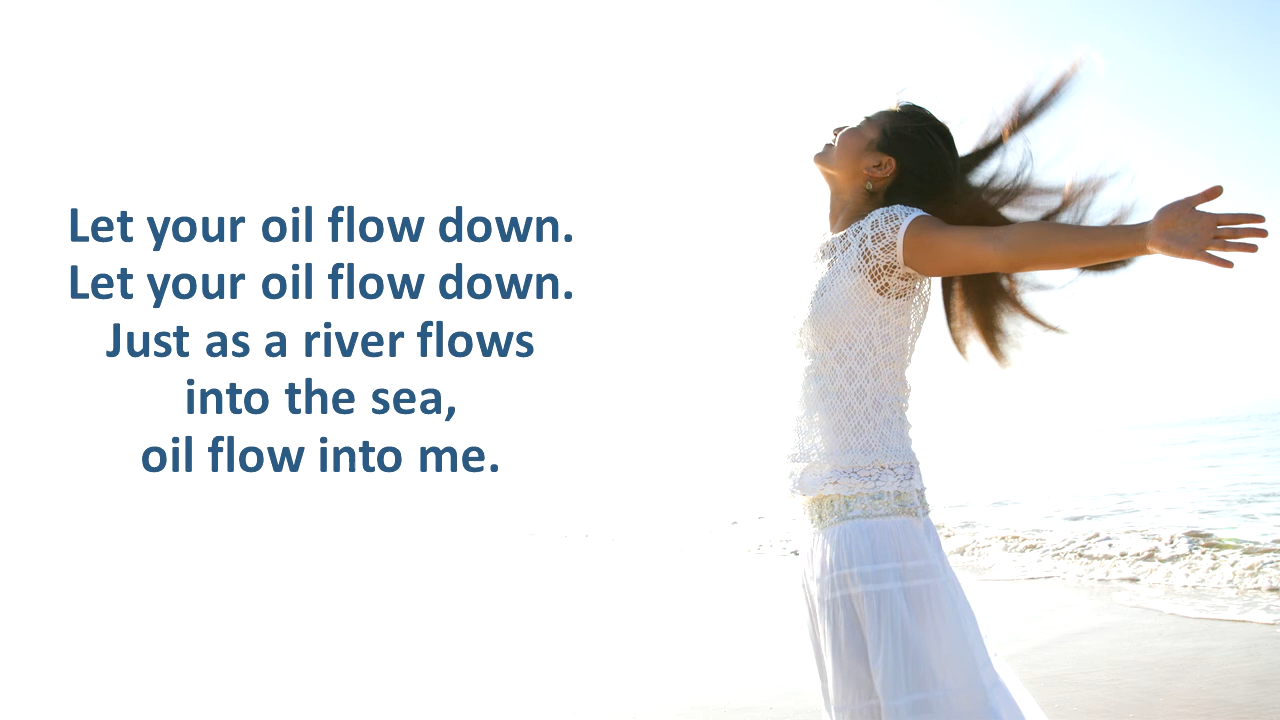 Let your oil flow down.
Let your oil flow down.
Just as a river flows
into the sea,
oil flow into me.